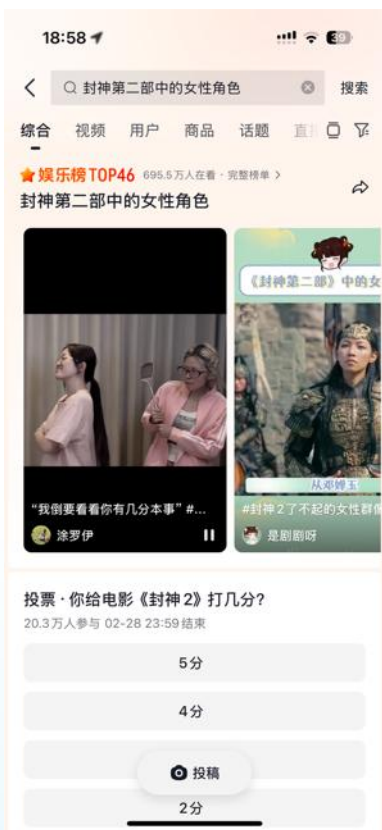 18:58
39
封神第二部中的女性角色
搜索
综合 视频 用户 商品 话题 直
娱乐榜TOP46 695.5万人在看 · 完整榜单 >
封神第二部中的女性角色
《封神第二部》中的女
从邓婵玉
“我倒要看看你有几分本事”#...
涂罗伊
#封神2了不起的女性群像
是剧剧呀
投票 · 你给电影《封神2》打几分?
20.3万人参与 02-28 23:59结束
5分
4分
投稿
2分